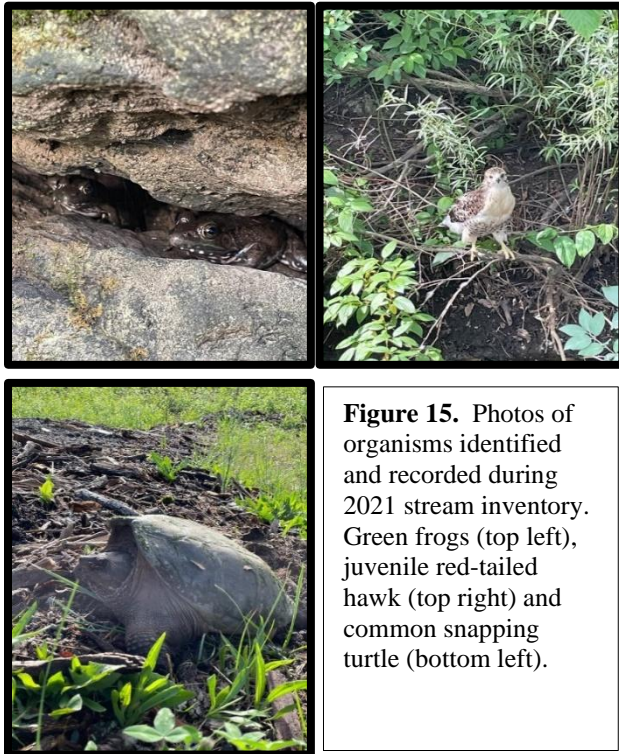 Figure 15. Photos of
organisms identified
and recorded during
2021 stream inventory.
Green frogs (top left),
juvenile red-tailed
hawk (top right) and
common snapping
turtle (bottom left).